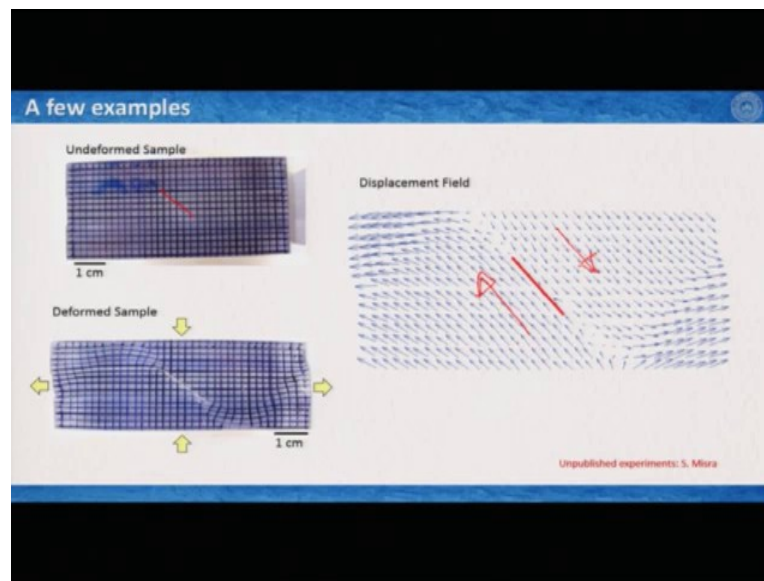 A few examples
Undeformed Sample
1 cm
Deformed Sample
1 cm
Displacement Field
Unpublished experiments: S. Misra